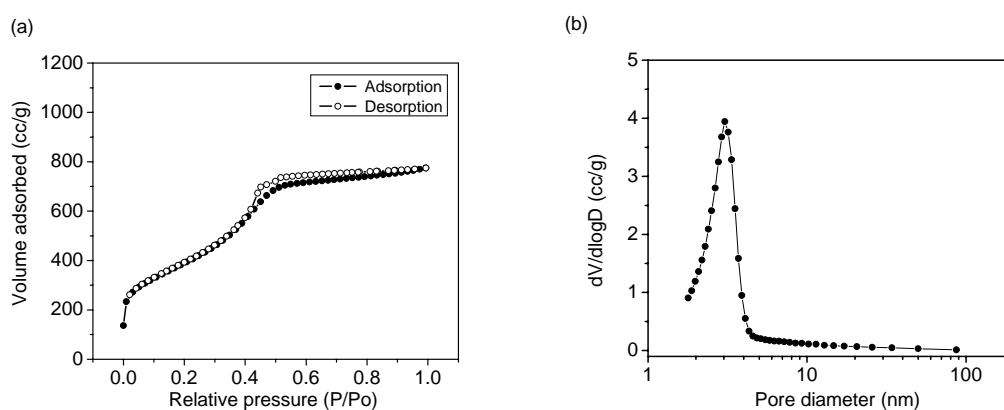 (a)
1200
1000
800
600
400
200
0
Volume adsorbed (cc/g)
Adsorption
Desorption
0.0 0.2 0.4 0.6 0.8 1.0
Relative pressure (P/Po)
(b)
5
4
3
2
1
0
dV/dlogD (cc/g)
1 10 100
Pore diameter (nm)